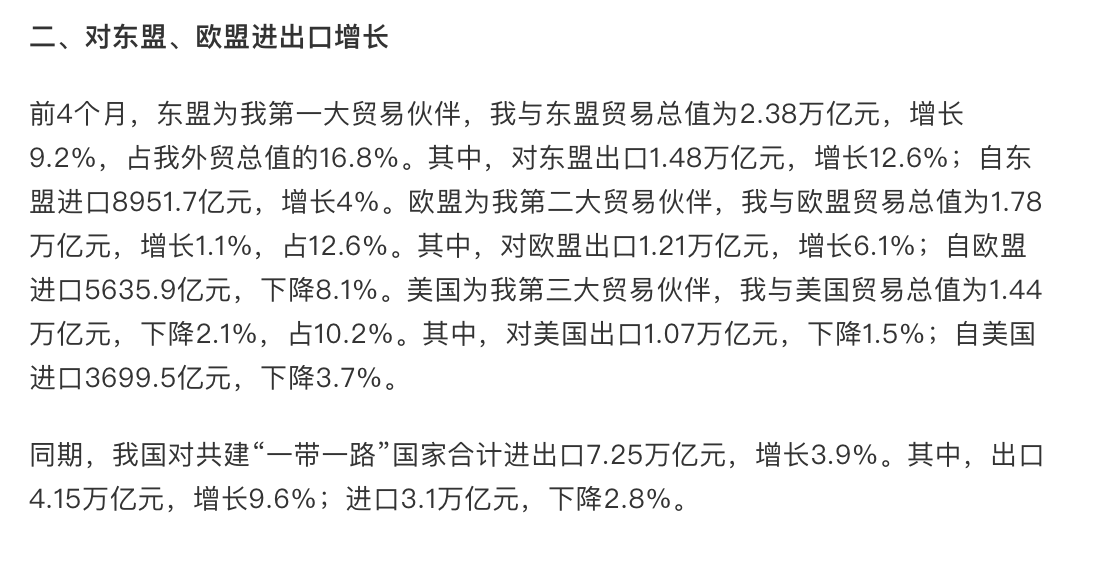 二、对东盟、欧盟进出口增长
前4个月，东盟为我第一大贸易伙伴，我与东盟贸易总值为2.38万亿元，增长
9.2%，占我外贸总值的16.8%。其中，对东盟出口1.48万亿元，增长12.6%；自东
盟进口8951.7亿元，增长4%。欧盟为我第二大贸易伙伴，我与欧盟贸易总值为1.78
万亿元，增长1.1%，占12.6%。其中，对欧盟出口1.21万亿元，增长6.1%；自欧盟
进口5635.9亿元，下降8.1%。美国为我第三大贸易伙伴，我与美国贸易总值为1.44
万亿元，下降2.1%，占10.2%。其中，对美国出口1.07万亿元，下降1.5%；自美国
进口3699.5亿元，下降3.7%。
同期，我国对共建“一带一路”国家合计进出口7.25万亿元，增长3.9%。其中，出口
4.15万亿元，增长9.6%；进口3.1万亿元，下降2.8%。